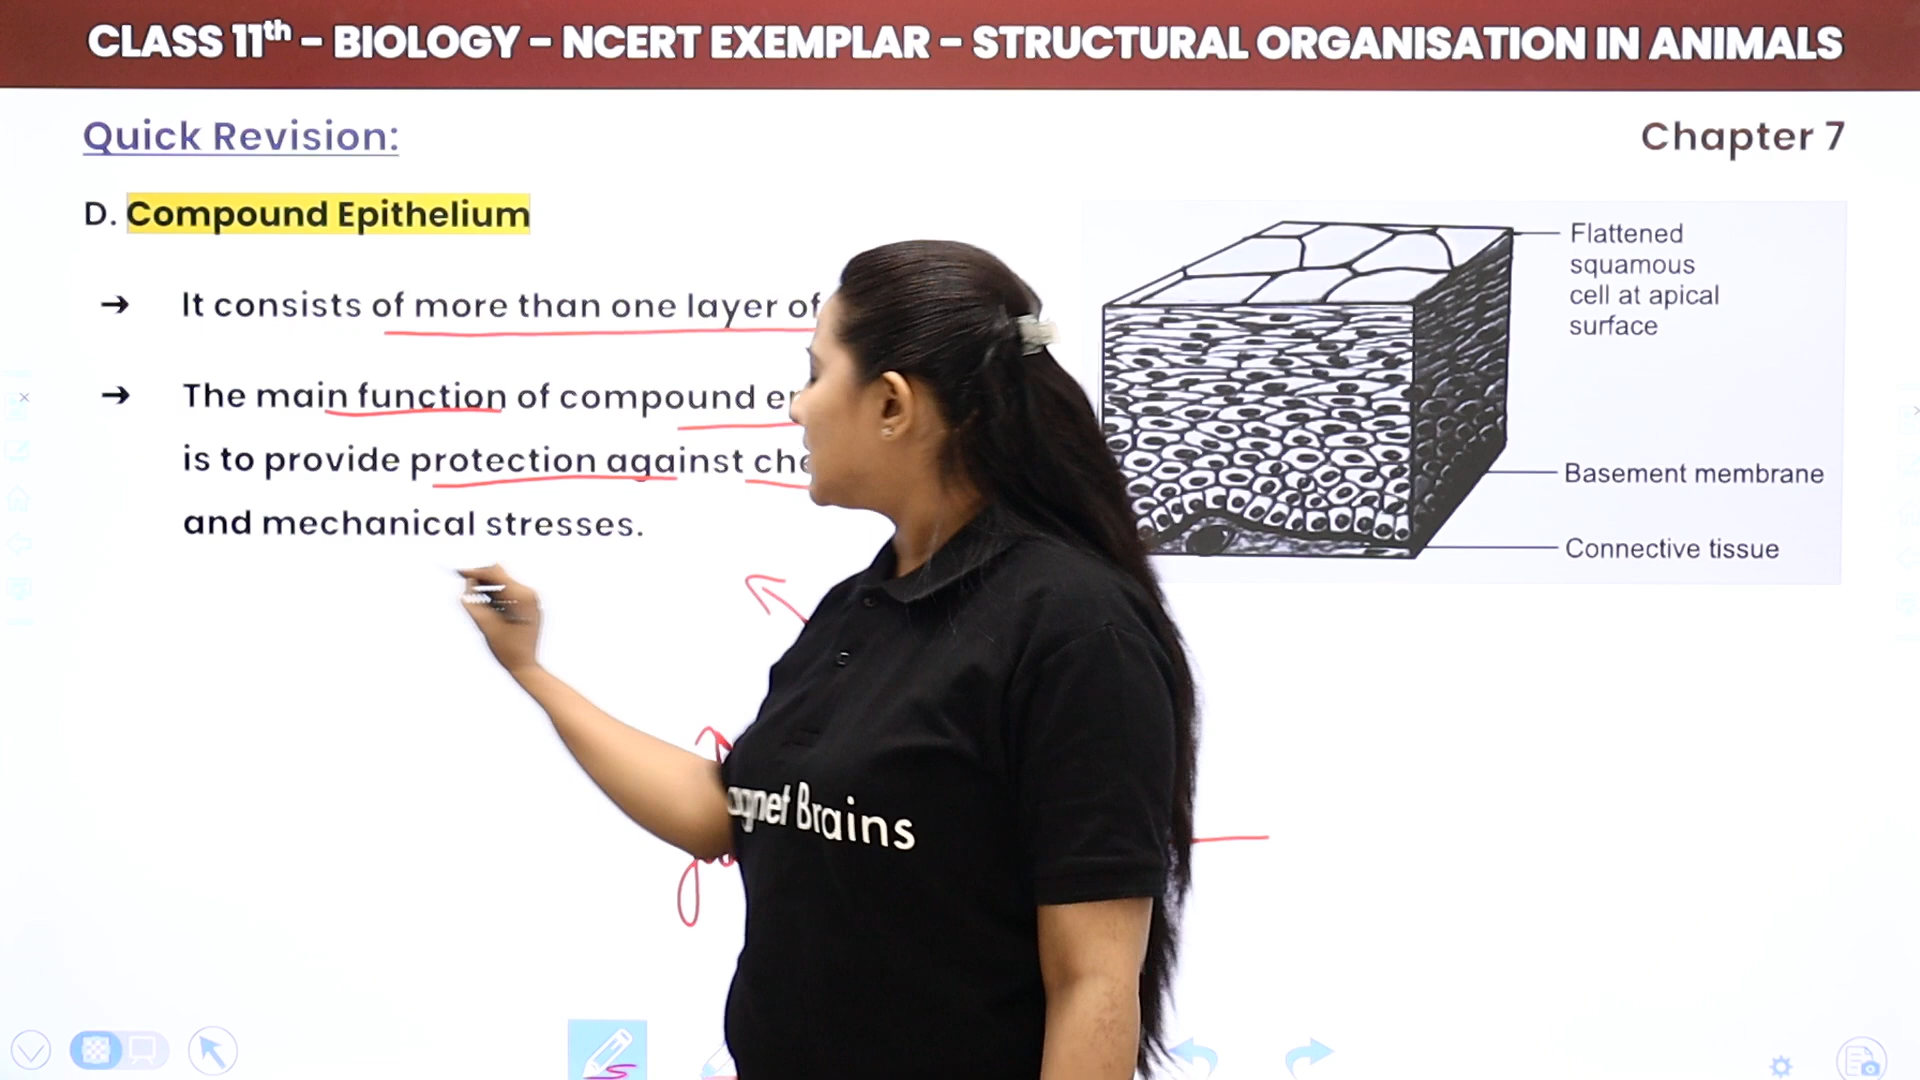 CLASS 11th – BIOLOGY – NCERT EXEMPLAR – STRUCTURAL ORGANISATION IN ANIMALS
Quick Revision:
Chapter 7
D. Compound Epithelium
→ It consists of more than one layer of
→ The main function of compound
is to provide protection against
and mechanical stresses.
Flattened
squamous
cell at apical
surface
Basement membrane
Connective tissue
Brains